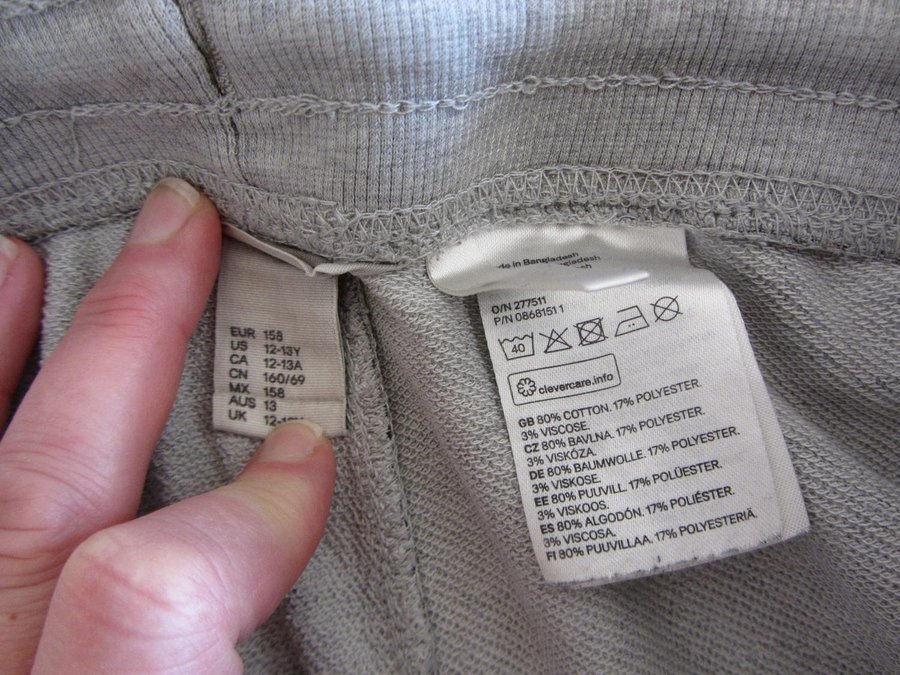 EUR 158
US 12-13Y
CA 12-13A
CN 160/69
MX 158
AUS 13
UK
in Bangladesh
O/N 277511
P/N 0868151 1
40
clevercare.info
GB 80% COTTON. 17% POLYESTER.
3% VISCOSE.
CZ 80% BAVLNA. 17% POLYESTER.
3% VISKÓZA.
DE 80% BAUMWOLLE. 17% POLYESTER.
3% VISKOSE.
EE 80% PUUVILL. 17% POLÜESTER.
3% VISKOOS.
ES 80% ALGODÓN. 17% POLIÉSTER.
3% VISCOSA.
FI 80% PUUVILLAA. 17% POLYESTERIÄ.